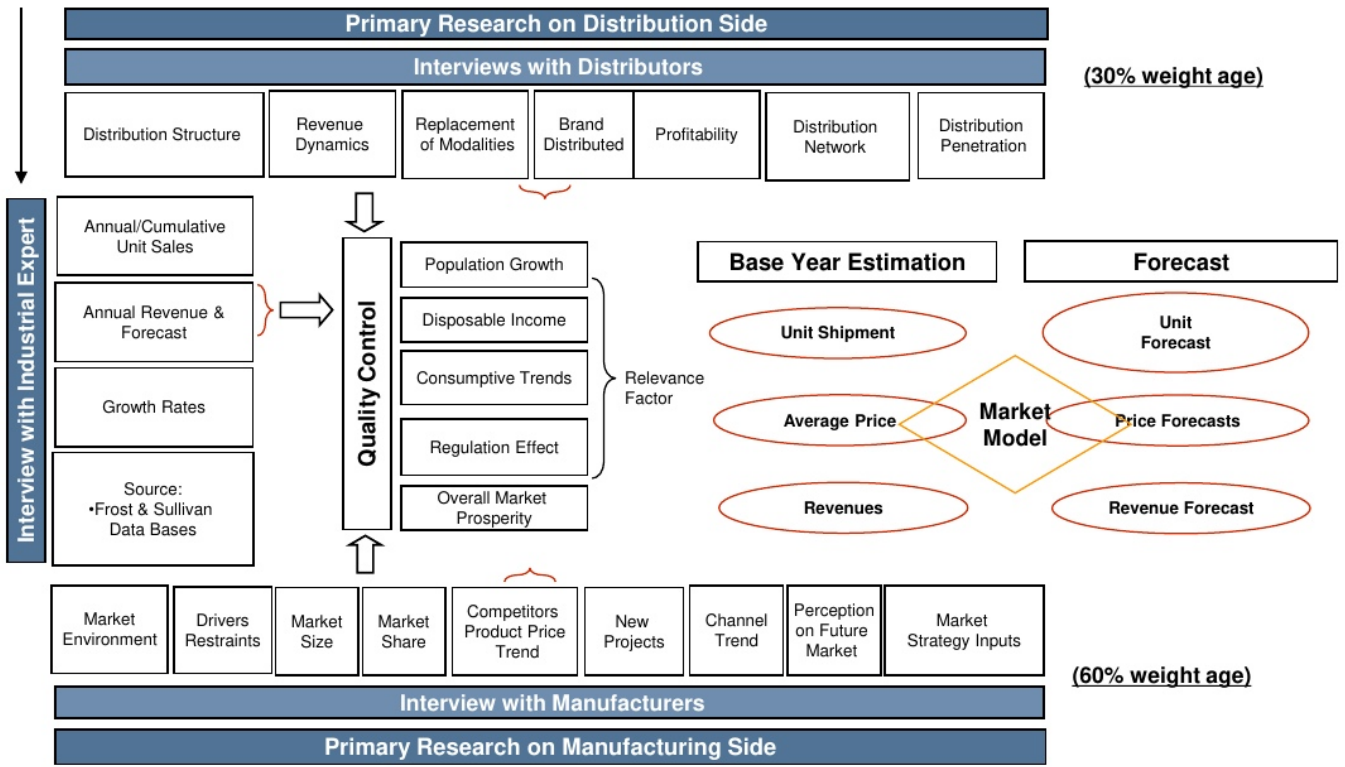 Primary Research on Distribution Side
Interviews with Distributors
(30% weight age)
Distribution Structure
Revenue
Dynamics
Replacement
of Modalities
Brand
Distributed
Profitability
Distribution
Network
Distribution
Penetration
Interview with Industrial Expert
Annual/Cumulative
Unit Sales
Annual Revenue &
Forecast
Growth Rates
Source:
•Frost & Sullivan
Data Bases
Quality Control
Population Growth
Disposable Income
Consumptive Trends
Regulation Effect
Overall Market
Prosperity
Relevance
Factor
Base Year Estimation
Unit Shipment
Average Price
Revenues
Market
Model
Forecast
Unit
Forecast
Price Forecasts
Revenue Forecast
Market
Environment
Drivers
Restraints
Market
Size
Market
Share
Competitors
Product Price
Trend
New
Projects
Channel
Trend
Perception
on Future
Market
Market
Strategy Inputs
(60% weight age)
Interview with Manufacturers
Primary Research on Manufacturing Side